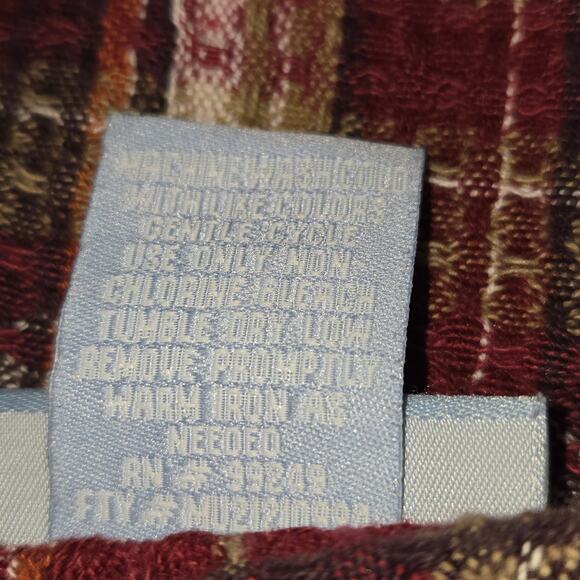 MACHINE WASH COLD
WITH LIKE COLORS
GENTLE CYCLE
USE ONLY NON
CHLORINE BLEACH
TUMBLE DRY LOW
REMOVE PROMPTLY
WARM IRON AS
NEEDED
RN # 99249
FTY #